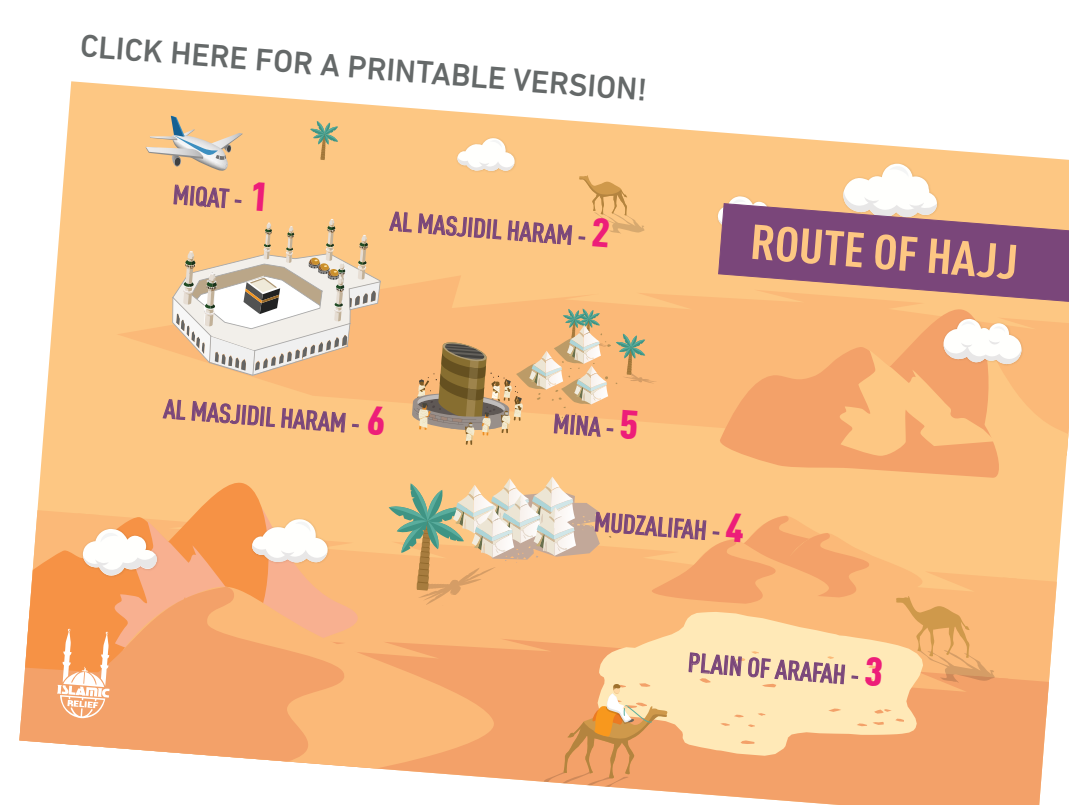 CLICK HERE FOR A PRINTABLE VERSION!
MIQAT - 1
AL MASJIDIL HARAM - 2
ROUTE OF HAJJ
AL MASJIDIL HARAM - 6
MINA - 5
MUDZALIFAH - 4
PLAIN OF ARAFAH - 3
ISLAMIC
RELIEF